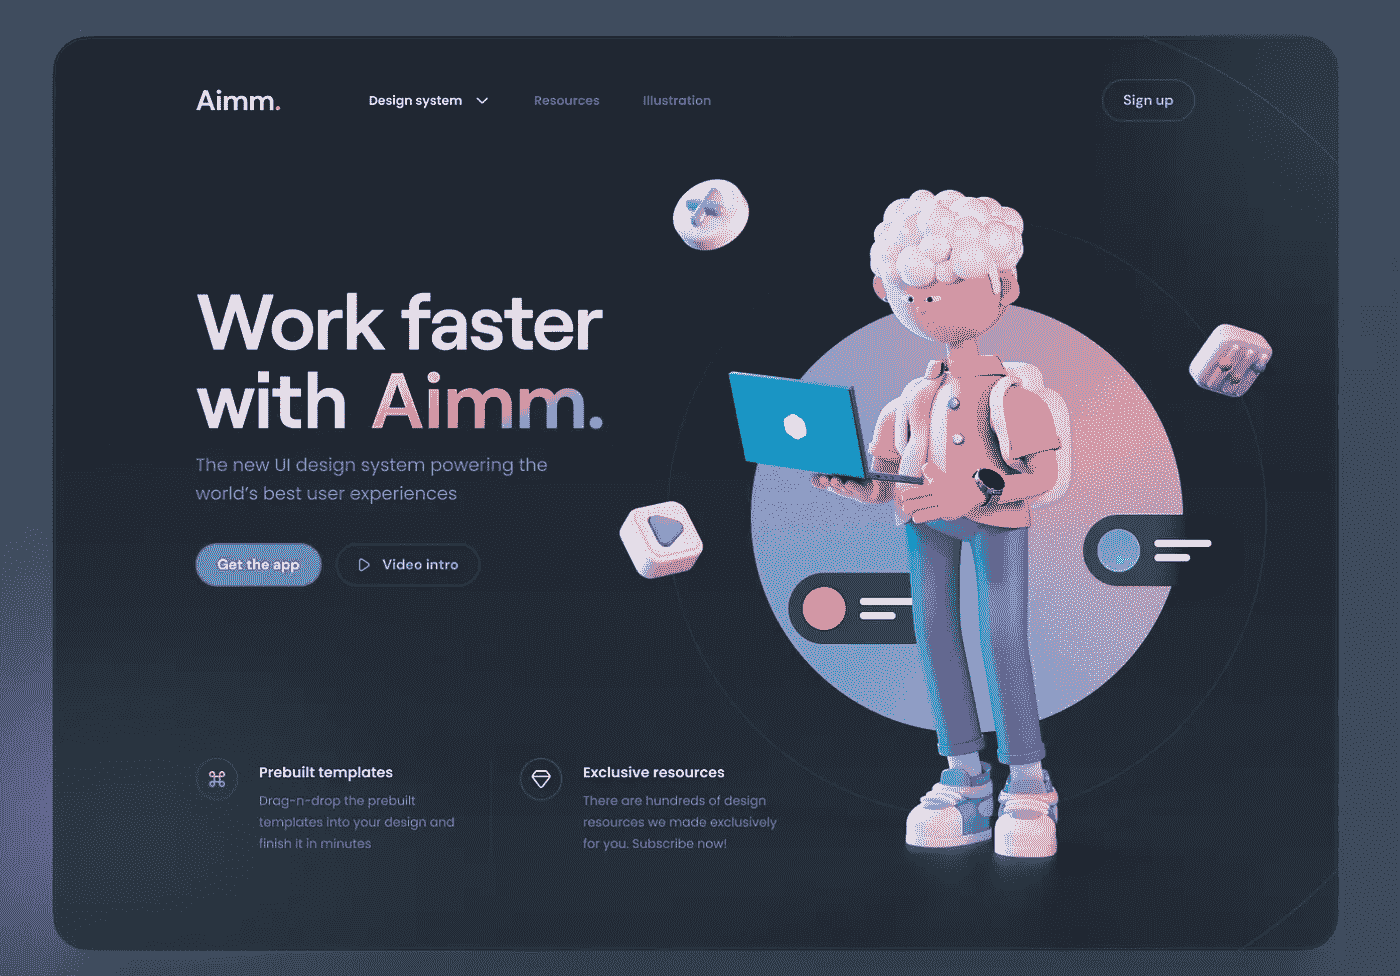 Aimm.
Design system
Resources
Illustration
Sign up
Work faster
with Aimm.
The new UI design system powering the
world’s best user experiences
Get the app
Video intro
Prebuilt templates
Drag-n-drop the prebuilt
templates into your design and
finish it in minutes
Exclusive resources
There are hundreds of design
resources we made exclusively
for you. Subscribe now!